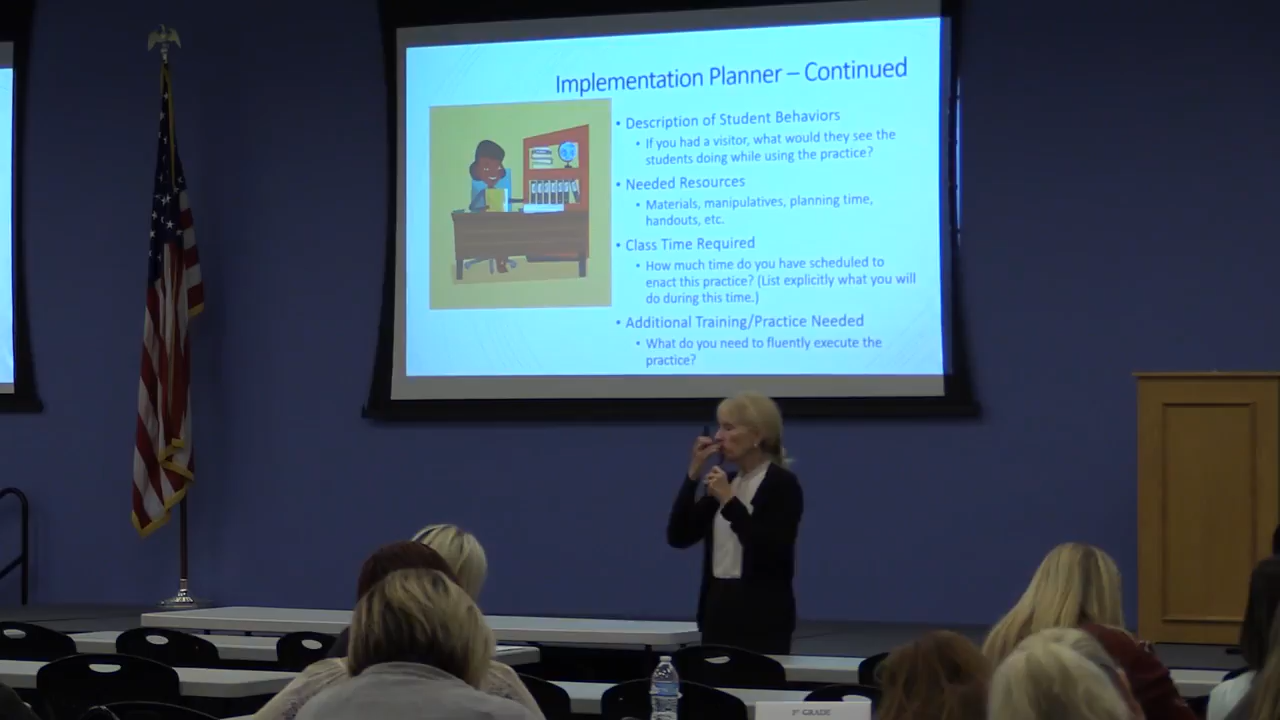 Implementation Planner – Continued
• Description of Student Behaviors
• If you had a visitor, what would they see the
students doing while using the practice?
• Needed Resources
• Materials, manipulatives, planning time,
handouts, etc.
• Class Time Required
• How much time do you have scheduled to
enact this practice? (List explicitly what you will
do during this time.)
• Additional Training/Practice Needed
• What do you need to fluently execute the
practice?
GRADE